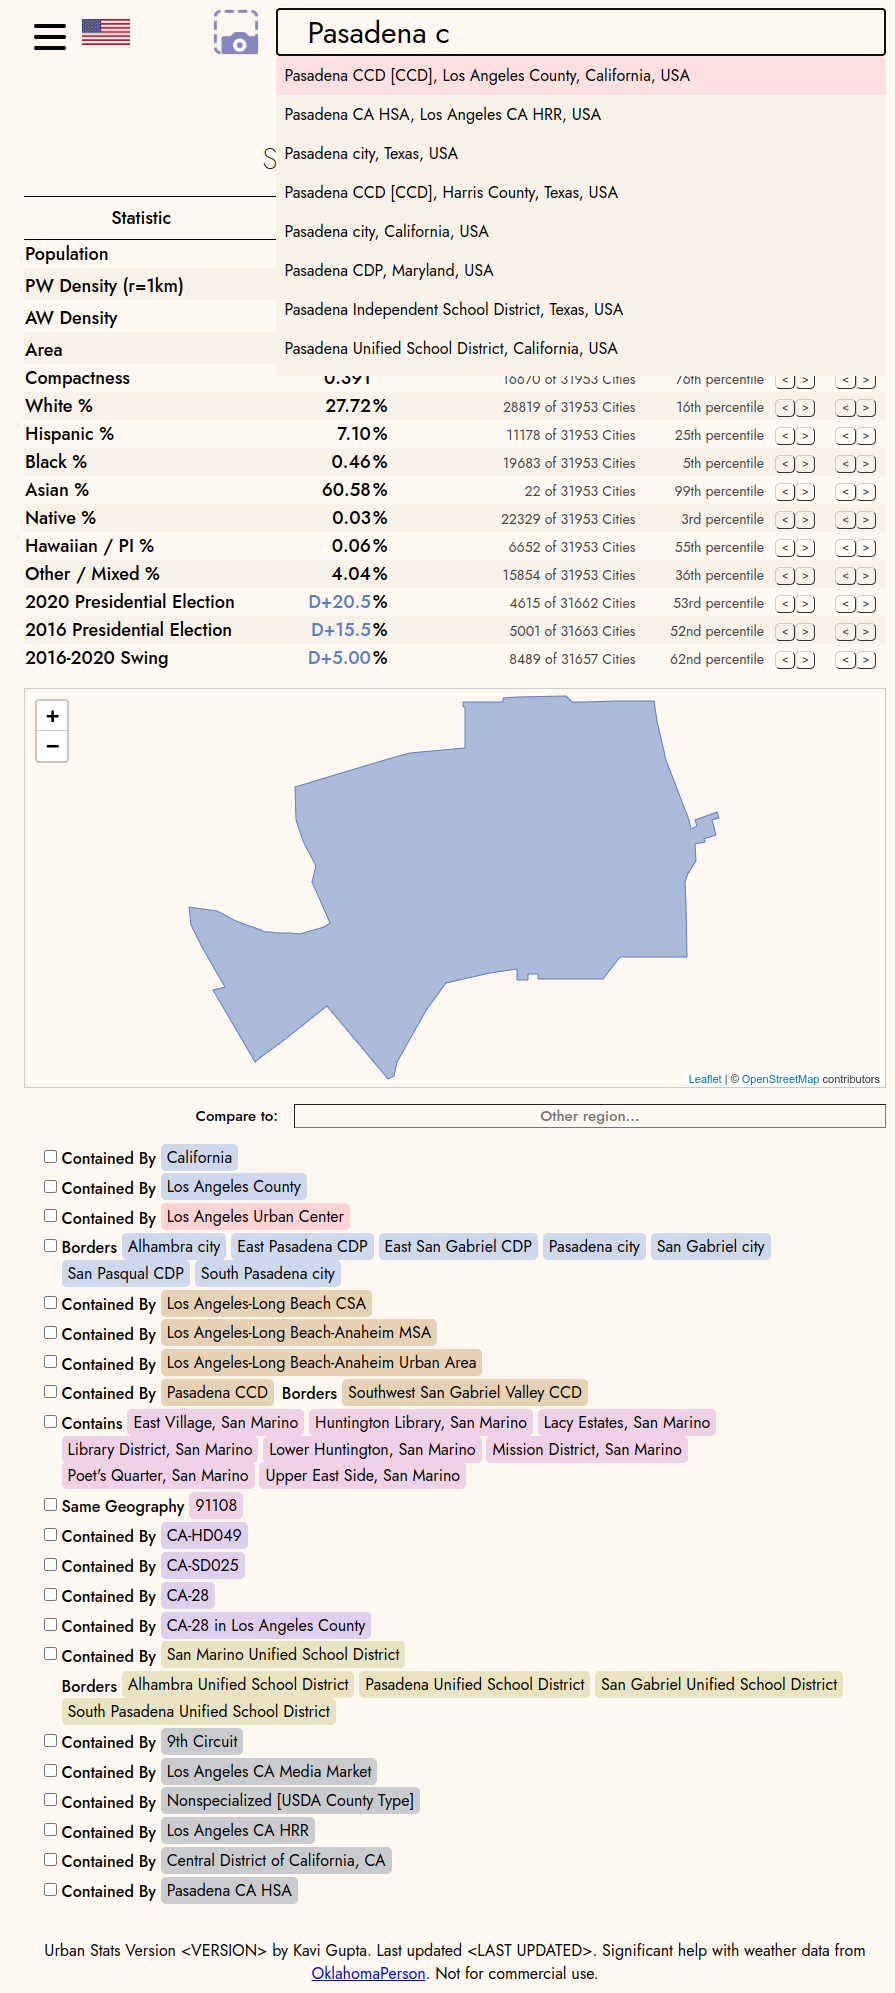 Pasadena c
Pasadena CCD [CCD], Los Angeles County, California, USA
Pasadena CA HSA, Los Angeles CA HRR, USA
Pasadena city, Texas, USA
Pasadena CCD [CCD], Harris County, Texas, USA
Pasadena city, California, USA
Pasadena CDP, Maryland, USA
Pasadena Independent School District, Texas, USA
Pasadena Unified School District, California, USA
S
Statistic
Population
PW Density (r=1km)
AW Density
Area
Compactness 0.391 16670 of 31953 Cities 76th percentile < > < >
White % 27.72% 28819 of 31953 Cities 16th percentile < > < >
Hispanic % 7.10% 11178 of 31953 Cities 25th percentile < > < >
Black % 0.46% 19683 of 31953 Cities 5th percentile < > < >
Asian % 60.58% 22 of 31953 Cities 99th percentile < > < >
Native % 0.03% 22329 of 31953 Cities 3rd percentile < > < >
Hawaiian / PI % 0.06% 6652 of 31953 Cities 55th percentile < > < >
Other / Mixed % 4.04% 15854 of 31953 Cities 36th percentile < > < >
2020 Presidential Election D+20.5% 4615 of 31662 Cities 53rd percentile < > < >
2016 Presidential Election D+15.5% 5001 of 31663 Cities 52nd percentile < > < >
2016-2020 Swing D+5.00% 8489 of 31657 Cities 62nd percentile < > < >
+
−
Leaflet | © OpenStreetMap contributors
Compare to: Other region...
Contained By California
Contained By Los Angeles County
Contained By Los Angeles Urban Center
Borders Alhambra city East Pasadena CDP East San Gabriel CDP Pasadena city San Gabriel city
San Pasqual CDP South Pasadena city
Contained By Los Angeles-Long Beach CSA
Contained By Los Angeles-Long Beach-Anaheim MSA
Contained By Los Angeles-Long Beach-Anaheim Urban Area
Contained By Pasadena CCD Borders Southwest San Gabriel Valley CCD
Contains East Village, San Marino Huntington Library, San Marino Lacy Estates, San Marino
Library District, San Marino Lower Huntington, San Marino Mission District, San Marino
Poet's Quarter, San Marino Upper East Side, San Marino
Same Geography 91108
Contained By CA-HD049
Contained By CA-SD025
Contained By CA-28
Contained By CA-28 in Los Angeles County
Contained By San Marino Unified School District
Borders Alhambra Unified School District Pasadena Unified School District San Gabriel Unified School District
South Pasadena Unified School District
Contained By 9th Circuit
Contained By Los Angeles CA Media Market
Contained By Nonspecialized [USDA County Type]
Contained By Los Angeles CA HRR
Contained By Central District of California, CA
Contained By Pasadena CA HSA
Urban Stats Version <VERSION> by Kavi Gupta. Last updated <LAST UPDATED>. Significant help with weather data from
OklahomaPerson. Not for commercial use.